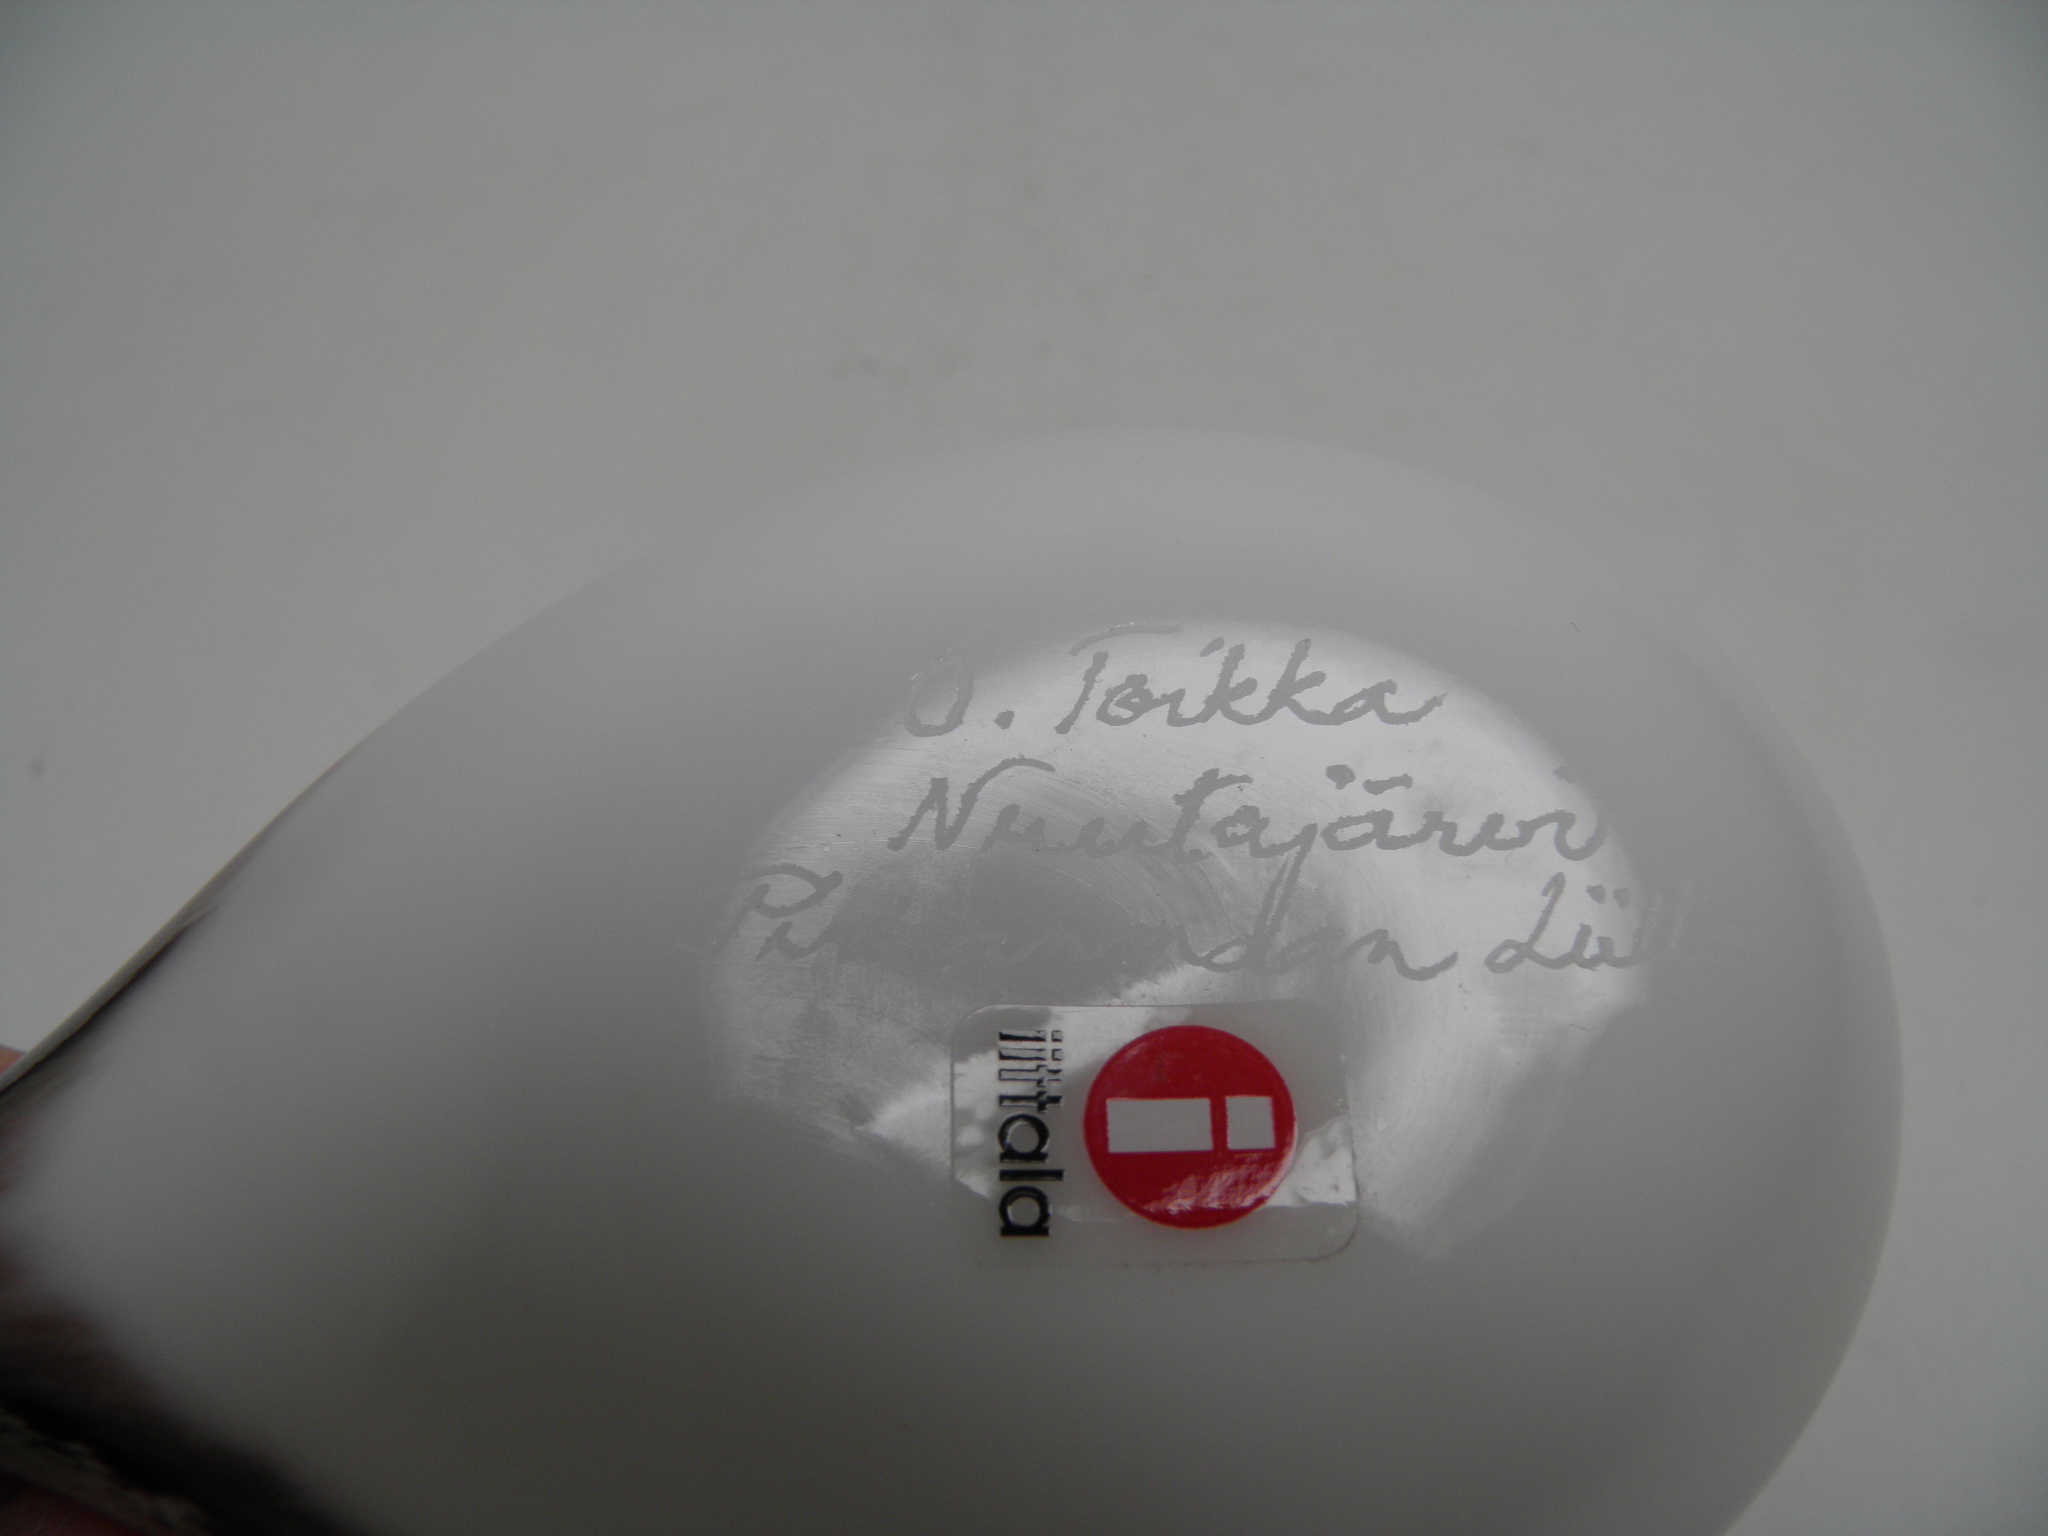 O. Toikka
Nuutajärvi
iittala
i